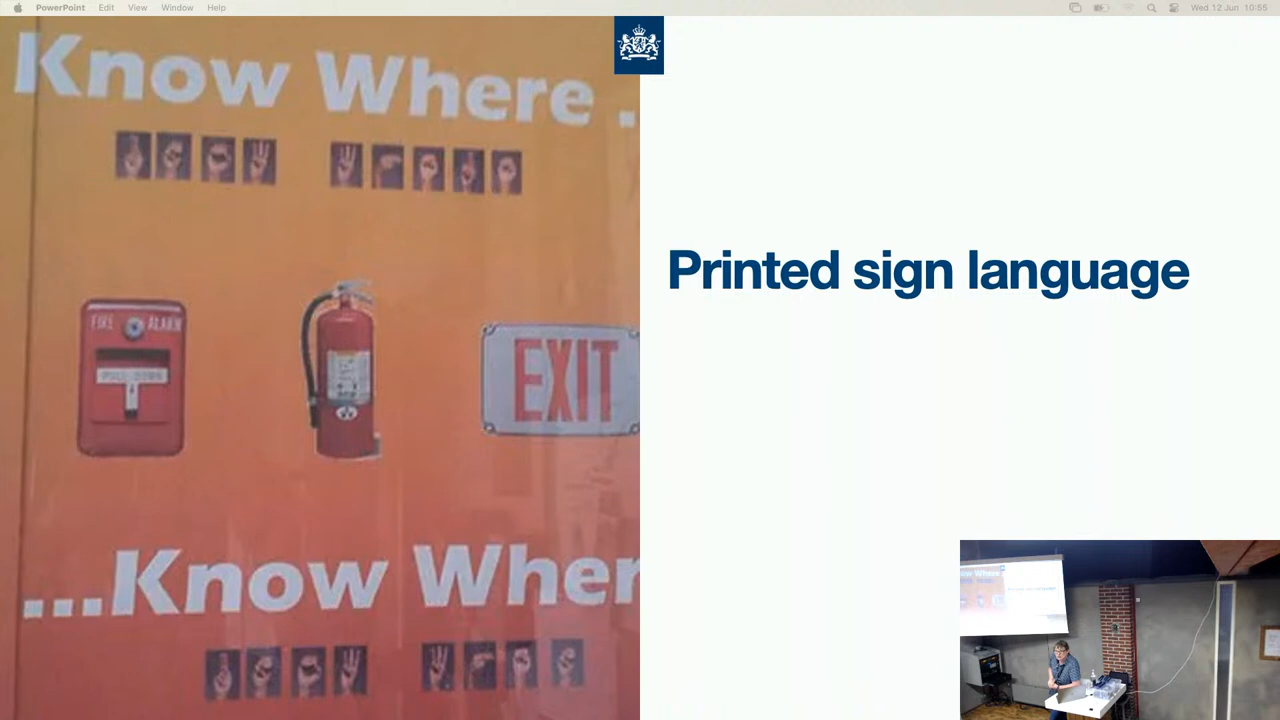 PowerPoint Edit View Window Help Wed 12 Jun 10:55
Know Where .
FIRE ALARM
PULL DOWN
EXIT
...Know Wher
Printed sign language